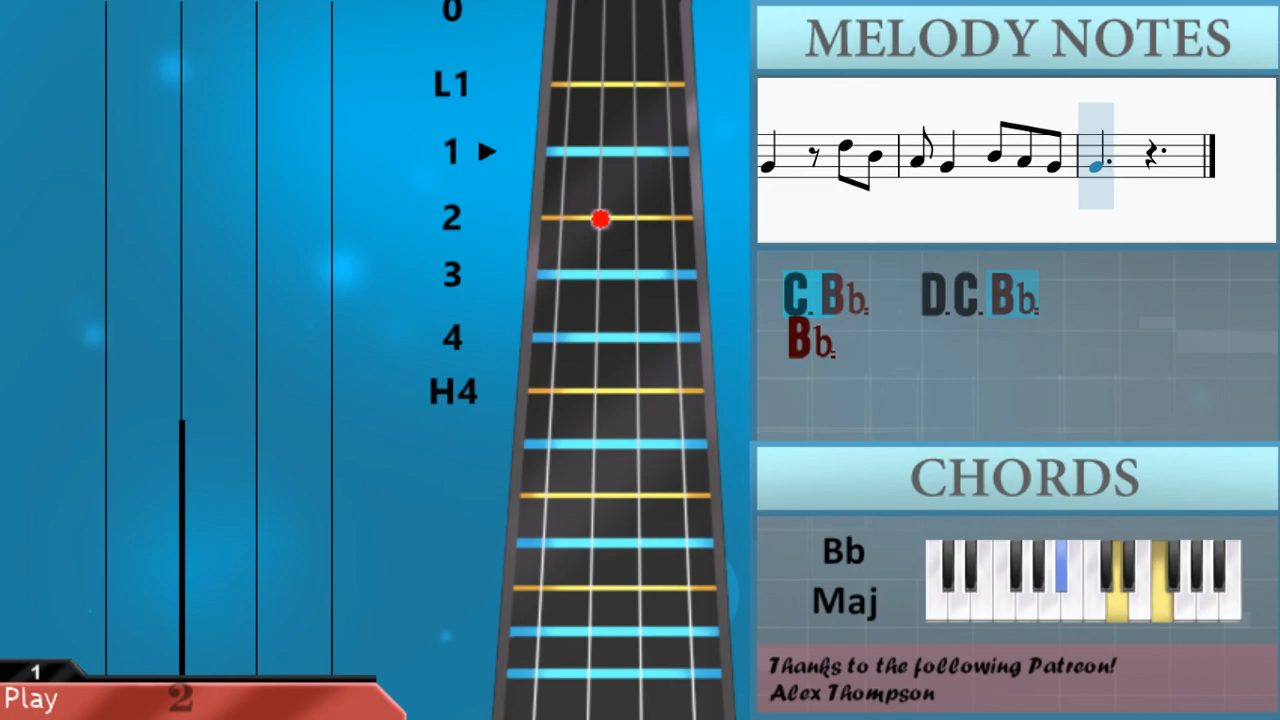 0
L1
1
2
3
4
H4
MELODY NOTES
C. Bb. D. C. Bb.
Bb.
CHORDS
Bb
Maj
Thanks to the following Patreon!
Alex Thompson
1
Play
2